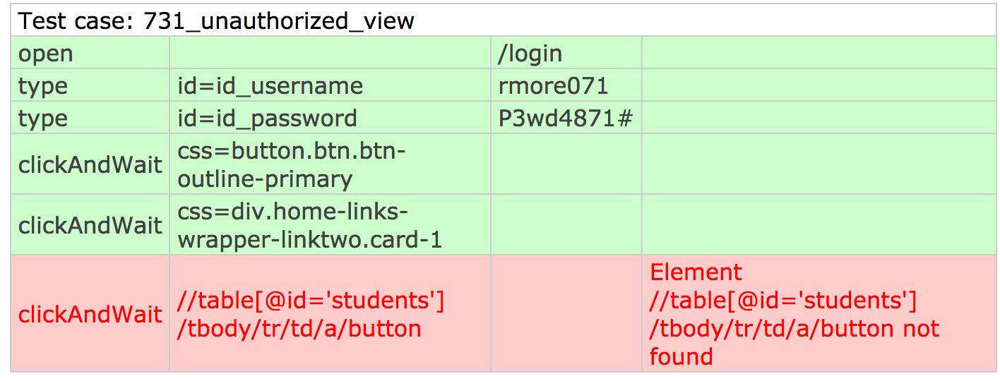 Test case: 731_unauthorized_view
open /login
type id=id_username rmore071
type id=id_password P3wd4871#
clickAndWait
css=button.btn.btn-
outline-primary
clickAndWait
css=div.home-links-
wrapper-linktwo.card-1
clickAndWait
//table[@id='students']
/tbody/tr/td/a/button
Element
//table[@id='students']
/tbody/tr/td/a/button not
found